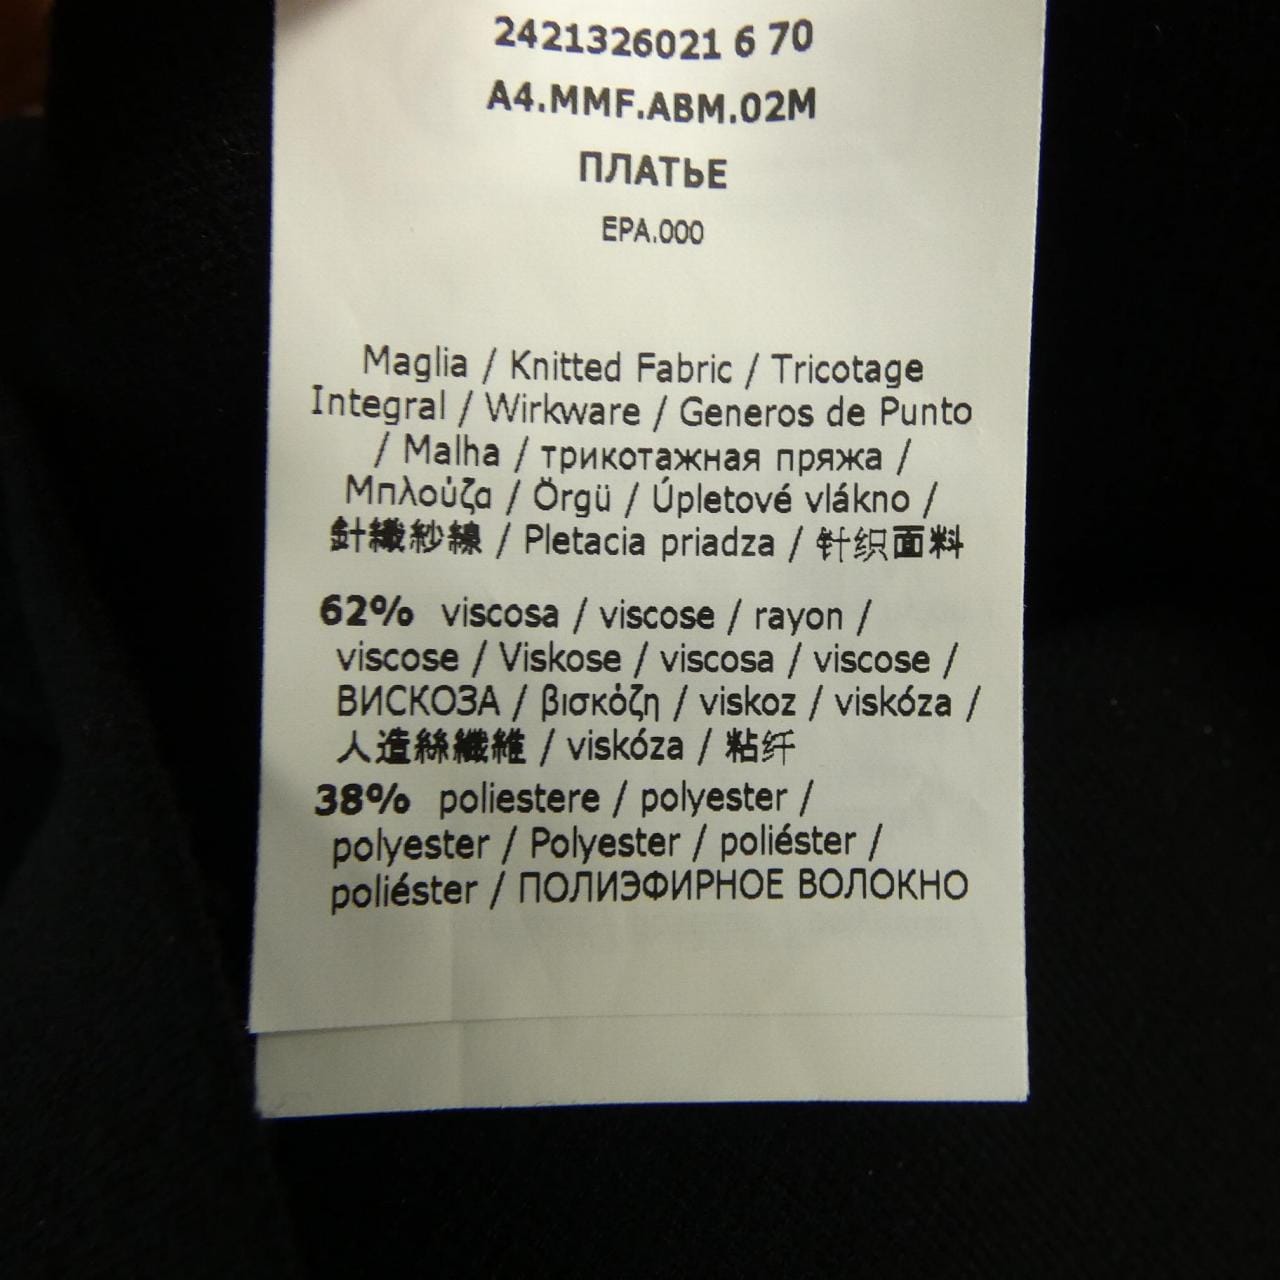 2421326021 6 70
A4.MMF.ABM.02M
ПЛАТЬЕ
EPA.000
Maglia / Knitted Fabric / Tricotage
Integral / Wirkware / Generos de Punto
/ Malha / трикотажная пряжа /
Μπλούζα / Örgü / Úpletové vlákno /
針織紗線 / Pletacia priadza / 针织面料
62% viscosa / viscose / rayon /
viscose / Viskose / viscosa / viscose /
ВИСКОЗА / βισκόζη / viskoz / viskóza /
人造絲纖維 / viskóza / 粘纤
38% poliestere / polyester /
polyester / Polyester / poliéster /
poliéster / ПОЛИЭФИРНОЕ ВОЛОКНО